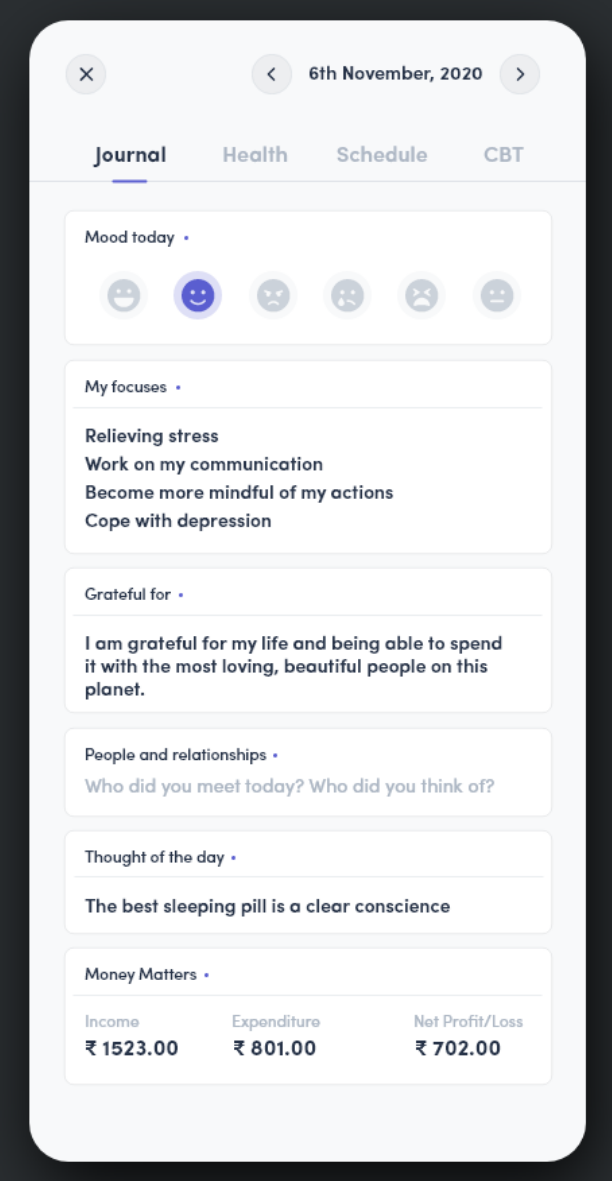 6th November, 2020
Journal Health Schedule CBT
Mood today
My focuses
Relieving stress
Work on my communication
Become more mindful of my actions
Cope with depression
Grateful for
I am grateful for my life and being able to spend
it with the most loving, beautiful people on this
planet.
People and relationships
Who did you meet today? Who did you think of?
Thought of the day
The best sleeping pill is a clear conscience
Money Matters
Income Expenditure Net Profit/Loss
₹ 1523.00 ₹ 801.00 ₹ 702.00